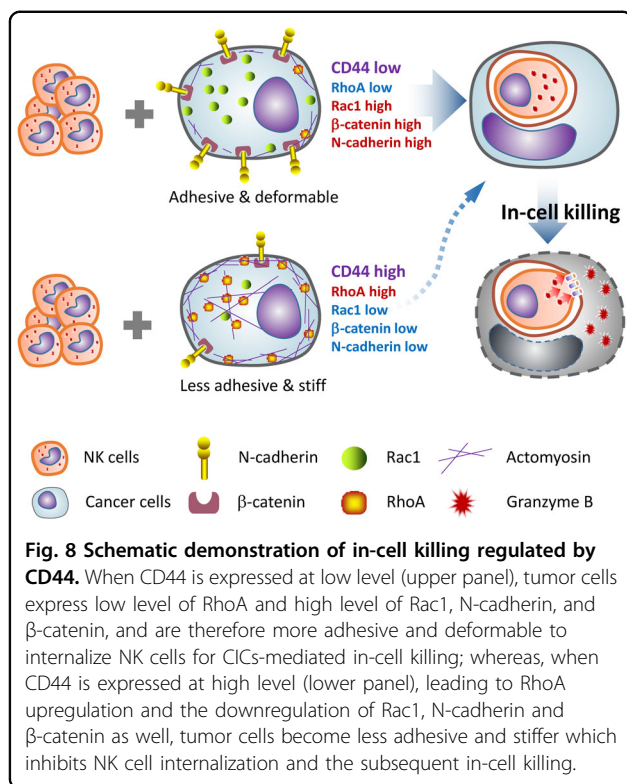 CD44 low
RhoA low
Rac1 high
β-catenin high
N-cadherin high
Adhesive & deformable
In-cell killing
CD44 high
RhoA high
Rac1 low
β-catenin low
N-cadherin low
Less adhesive & stiff
NK cells
N-cadherin
Rac1
Actomyosin
Cancer cells
β-catenin
RhoA
Granzyme B
Fig. 8 Schematic demonstration of in-cell killing regulated by
CD44. When CD44 is expressed at low level (upper panel), tumor cells
express low level of RhoA and high level of Rac1, N-cadherin, and
β-catenin, and are therefore more adhesive and deformable to
internalize NK cells for CICs-mediated in-cell killing; whereas, when
CD44 is expressed at high level (lower panel), leading to RhoA
upregulation and the downregulation of Rac1, N-cadherin and
β-catenin as well, tumor cells become less adhesive and stiffer which
inhibits NK cell internalization and the subsequent in-cell killing.